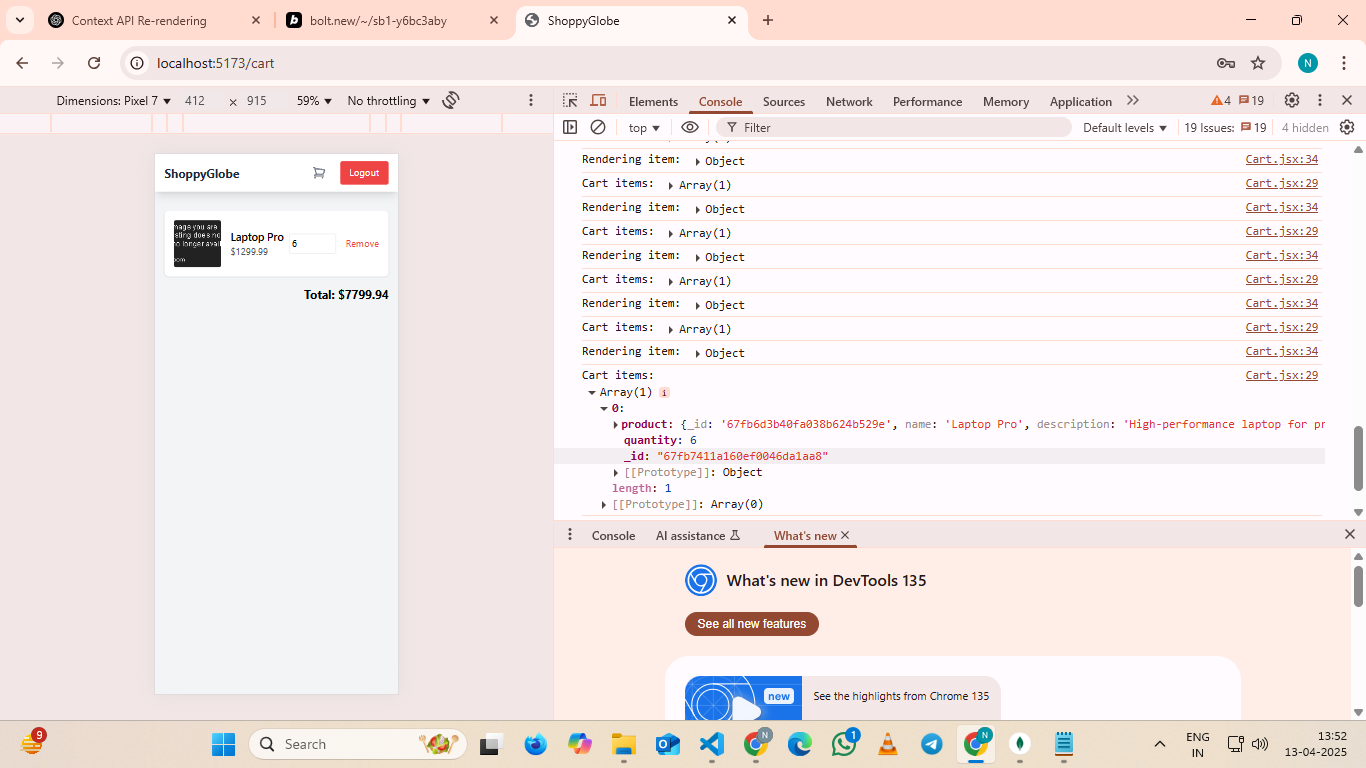 Context API Re-rendering
bolt.new/~/sb1-y6bc3aby
ShoppyGlobe
localhost:5173/cart
N
Dimensions: Pixel 7 412 × 915 59% No throttling
Elements Console Sources Network Performance Memory Application 4 19
top Filter Default levels 19 Issues: 19 4 hidden
ShoppyGlobe
Logout
mage you are
sting does no
o longer avail
om
Laptop Pro
$1299.99
6
Remove
Total: $7799.94
Rendering item: Object Cart.jsx:34
Cart items: Array(1) Cart.jsx:29
Rendering item: Object Cart.jsx:34
Cart items: Array(1) Cart.jsx:29
Rendering item: Object Cart.jsx:34
Cart items: Array(1) Cart.jsx:29
Rendering item: Object Cart.jsx:34
Cart items: Array(1) Cart.jsx:29
Rendering item: Object Cart.jsx:34
Cart items: Cart.jsx:29
Array(1) i
0:
product: {_id: '67fb6d3b40fa038b624b529e', name: 'Laptop Pro', description: 'High-performance laptop for pr
quantity: 6
_id: "67fb7411a160ef0046da1aa8"
[[Prototype]]: Object
length: 1
[[Prototype]]: Array(0)
Console AI assistance What's new
What's new in DevTools 135
See all new features
new
See the highlights from Chrome 135
9
Search
N
1
N
ENG
IN
13:52
13-04-2025